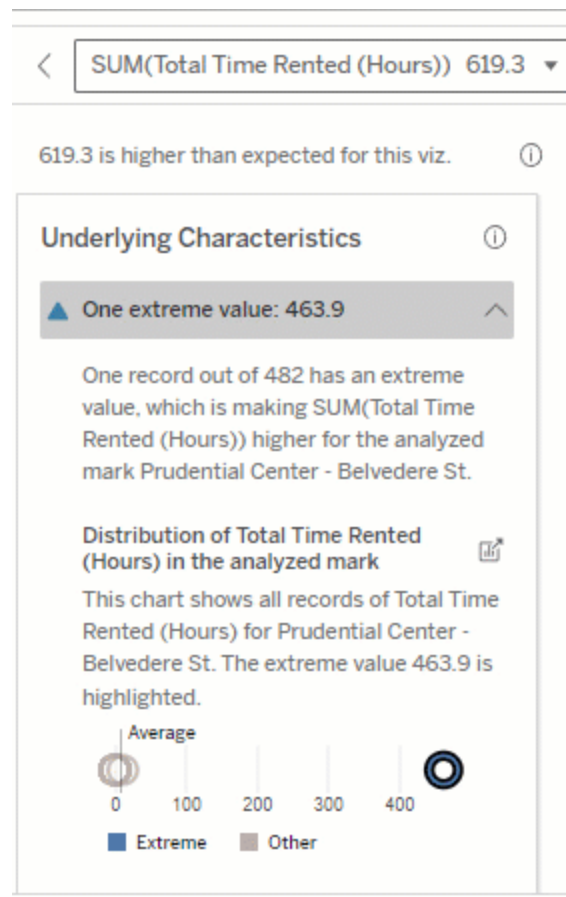 SUM(Total Time Rented (Hours)) 619.3
619.3 is higher than expected for this viz.
Underlying Characteristics
One extreme value: 463.9
One record out of 482 has an extreme
value, which is making SUM(Total Time
Rented (Hours)) higher for the analyzed
mark Prudential Center - Belvedere St.
Distribution of Total Time Rented
(Hours) in the analyzed mark
This chart shows all records of Total Time
Rented (Hours) for Prudential Center -
Belvedere St. The extreme value 463.9 is
highlighted.
Average
0 100 200 300 400
Extreme Other